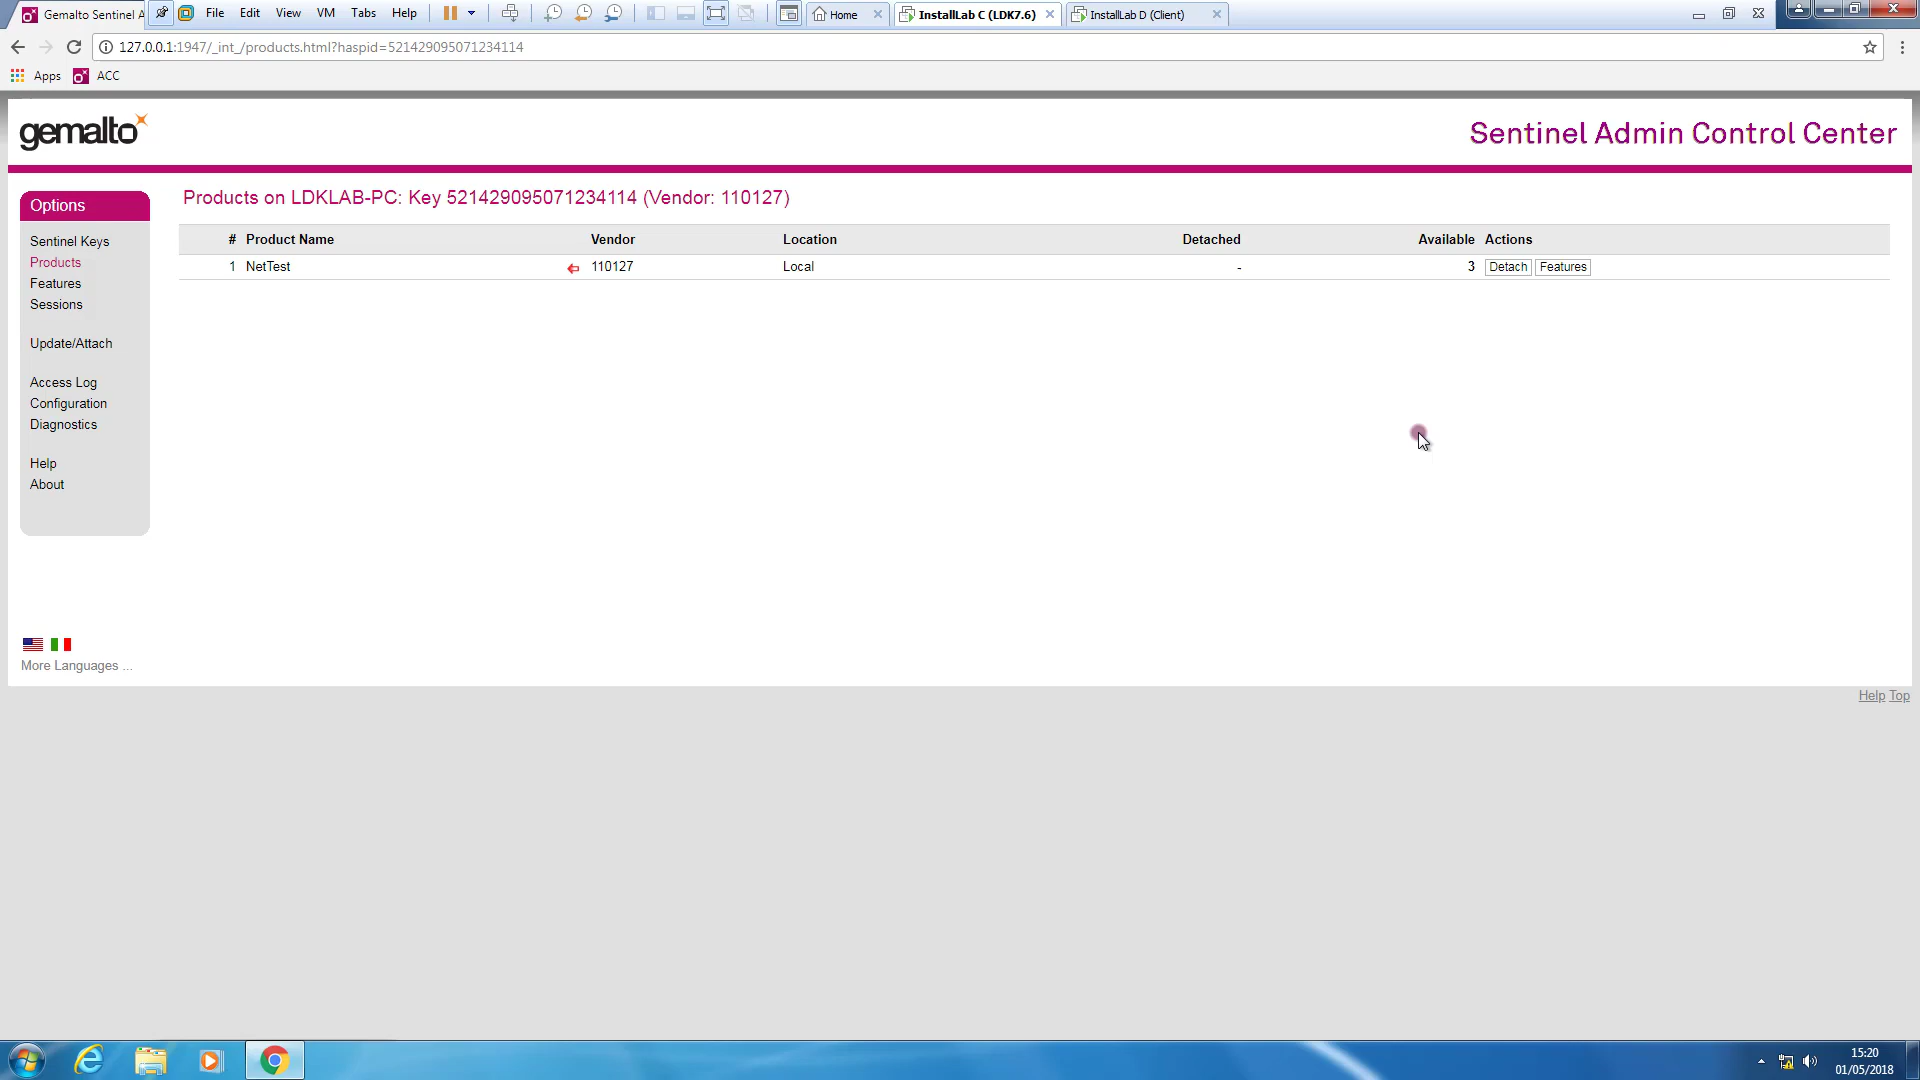 Gemalto Sentinel A
File Edit View VM Tabs Help
Home
InstallLab C (LDK7.6)
InstallLab D (Client)
127.0.0.1:1947/_int_/products.html?haspid=521429095071234114
Apps ACC
gemalto
Sentinel Admin Control Center
Options
Sentinel Keys
Products
Features
Sessions
Update/Attach
Access Log
Configuration
Diagnostics
Help
About
More Languages ...
Products on LDKLAB-PC: Key 521429095071234114 (Vendor: 110127)
# Product Name Vendor Location Detached Available Actions
1 NetTest 110127 Local - 3 Detach Features
Help Top
15:20
01/05/2018